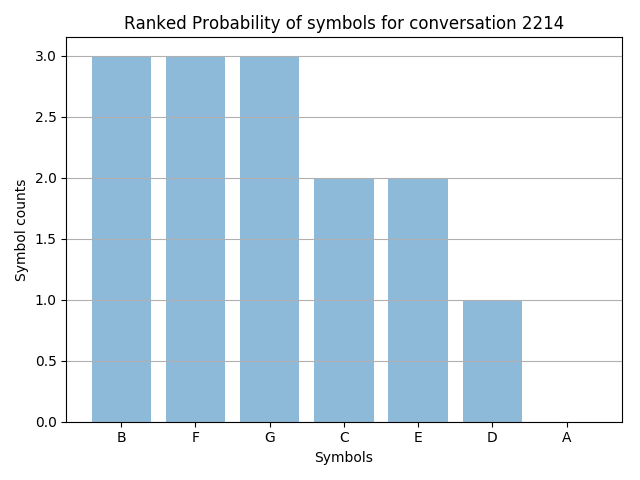 Ranked Probability of symbols for conversation 2214
3.0
2.5
2.0
1.5
1.0
0.5
0.0
Symbol counts
B F G C E D A
Symbols